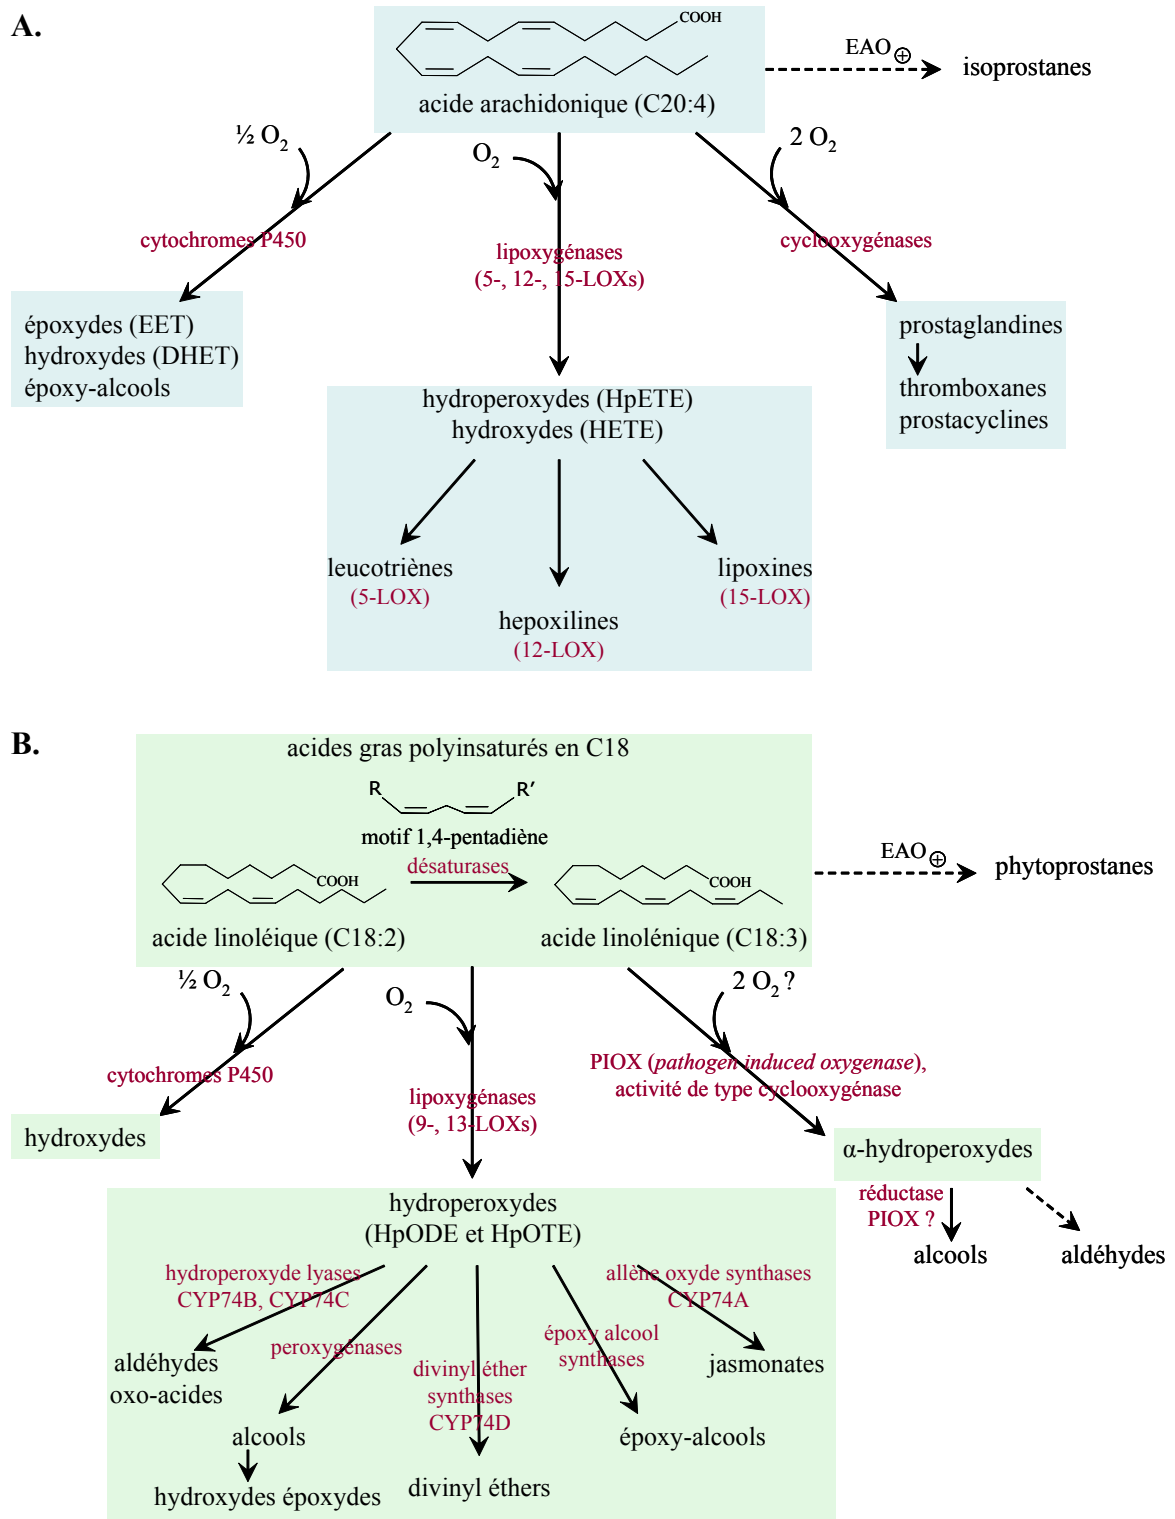 A.
COOH
acide arachidonique (C20:4)
EAO ⊕
isoprostanes
½ O₂
O₂
2 O₂
cytochromes P450
lipoxygénases
(5-, 12-, 15-LOXs)
cyclooxygénases
époxydes (EET)
hydroxydes (DHET)
époxy-alcools
prostaglandines
thromboxanes
prostacyclines
hydroperoxydes (HpETE)
hydroxydes (HETE)
leucotriènes
(5-LOX)
hepoxilines
(12-LOX)
lipoxines
(15-LOX)
B.
acides gras polyinsaturés en C18
R
R'
motif 1,4-pentadiène
désaturases
COOH
COOH
acide linoléique (C18:2)
acide linolénique (C18:3)
EAO ⊕
phytoprostanes
½ O₂
O₂
2 O₂ ?
cytochromes P450
lipoxygénases
(9-, 13-LOXs)
PIOX (pathogen induced oxygenase),
activité de type cyclooxygénase
hydroxydes
α-hydroperoxydes
réductase
PIOX ?
alcools
aldéhydes
hydroperoxydes
(HpODE et HpOTE)
hydroperoxyde lyases
CYP74B, CYP74C
peroxygénases
divinyl éther
synthases
CYP74D
époxy alcool
synthases
allène oxyde synthases
CYP74A
aldéhydes
oxo-acides
alcools
hydroxydes époxydes
divinyl éthers
époxy-alcools
jasmonates